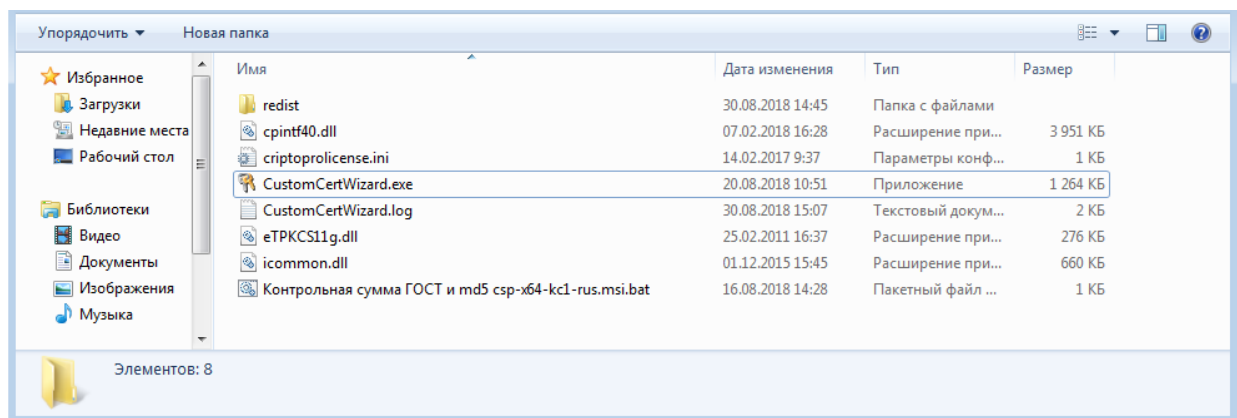 Упорядочить Новая папка
Избранное
Загрузки
Недавние места
Рабочий стол
Библиотеки
Видео
Документы
Изображения
Музыка
Имя Дата изменения Тип Размер
redist 30.08.2018 14:45 Папка с файлами
cpintf40.dll 07.02.2018 16:28 Расширение при... 3 951 КБ
criptoprolicense.ini 14.02.2017 9:37 Параметры конф... 1 КБ
CustomCertWizard.exe 20.08.2018 10:51 Приложение 1 264 КБ
CustomCertWizard.log 30.08.2018 15:07 Текстовый докум... 2 КБ
eTPKCS11g.dll 25.02.2011 16:37 Расширение при... 276 КБ
icommon.dll 01.12.2015 15:45 Расширение при... 660 КБ
Контрольная сумма ГОСТ и md5 csp-x64-kc1-rus.msi.bat 16.08.2018 14:28 Пакетный файл ... 1 КБ
Элементов: 8